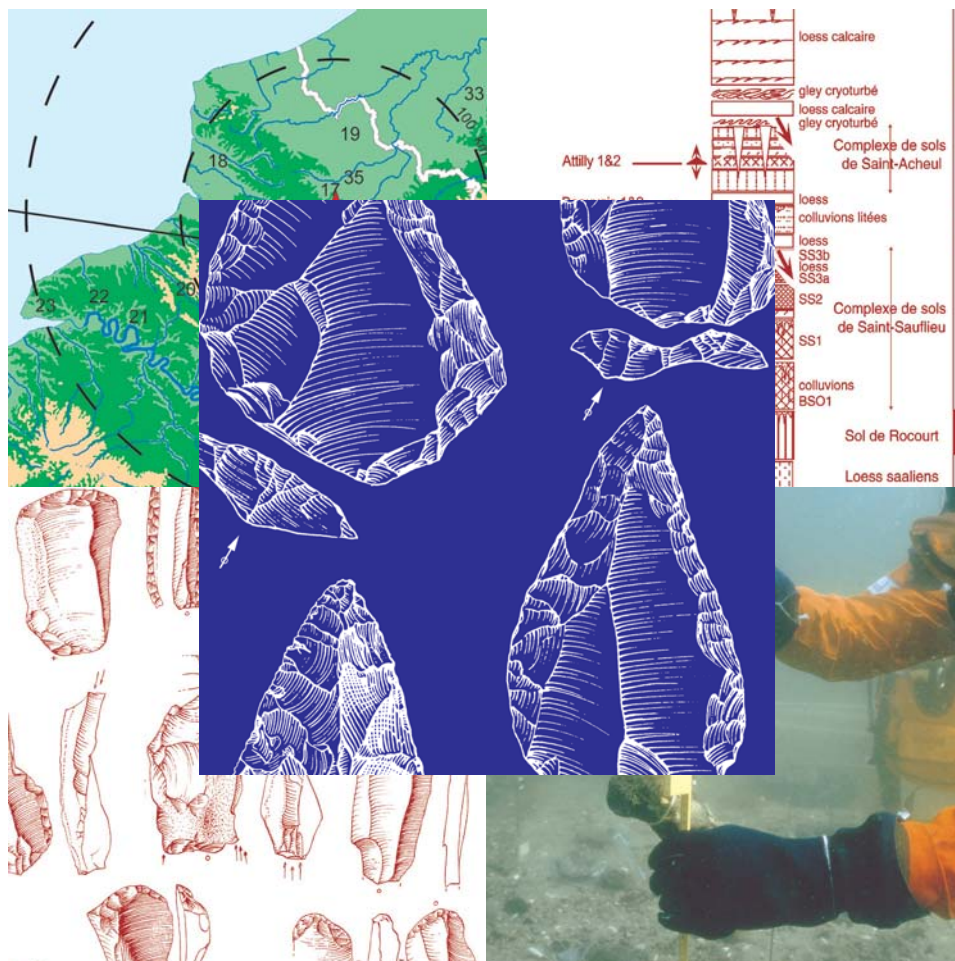 33
100
19
18
35
17
20
22
23
21
loess calcaire
gley cryoturbé
loess calcaire
gley cryoturbé
Complexe de sols
de Saint-Acheul
Attilly 1&2
loess
colluvions litées
loess
SS3b
loess
SS3a
SS2
Complexe de sols
de Saint-Sauflieu
SS1
colluvions
BSO1
Sol de Rocourt
Loess saaliens